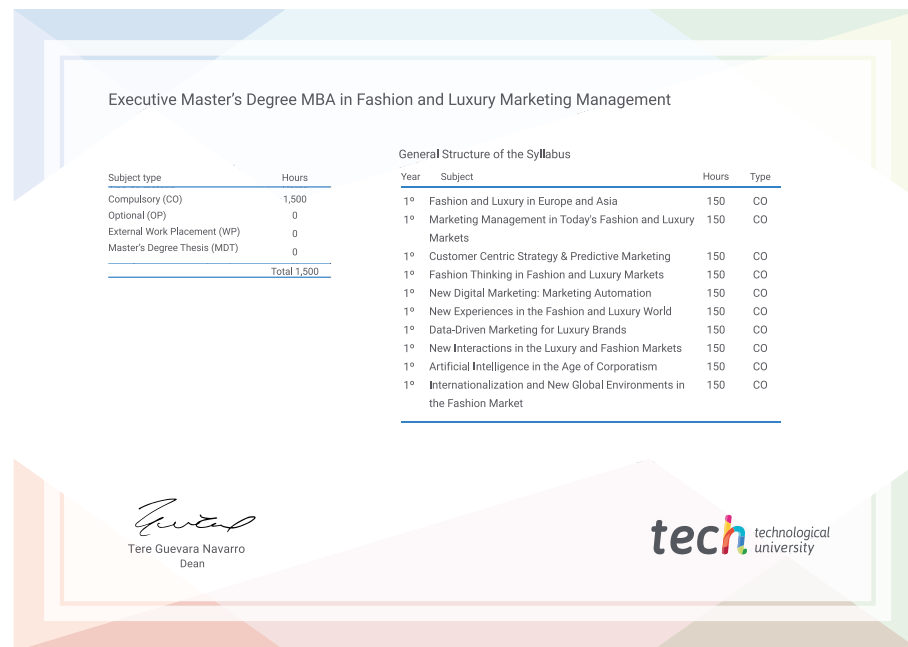 Executive Master's Degree MBA in Fashion and Luxury Marketing Management
Subject type Hours
Compulsory (CO) 1,500
Optional (OP) 0
External Work Placement (WP) 0
Master's Degree Thesis (MDT) 0
Total 1,500
General Structure of the Syllabus
Year Subject Hours Type
1º Fashion and Luxury in Europe and Asia 150 CO
1º Marketing Management in Today's Fashion and Luxury 150 CO
Markets
1º Customer Centric Strategy & Predictive Marketing 150 CO
1º Fashion Thinking in Fashion and Luxury Markets 150 CO
1º New Digital Marketing: Marketing Automation 150 CO
1º New Experiences in the Fashion and Luxury World 150 CO
1º Data-Driven Marketing for Luxury Brands 150 CO
1º New Interactions in the Luxury and Fashion Markets 150 CO
1º Artificial Intelligence in the Age of Corporatism 150 CO
1º Internationalization and New Global Environments in 150 CO
the Fashion Market
Tere Guevara Navarro
Dean
tech technological
university